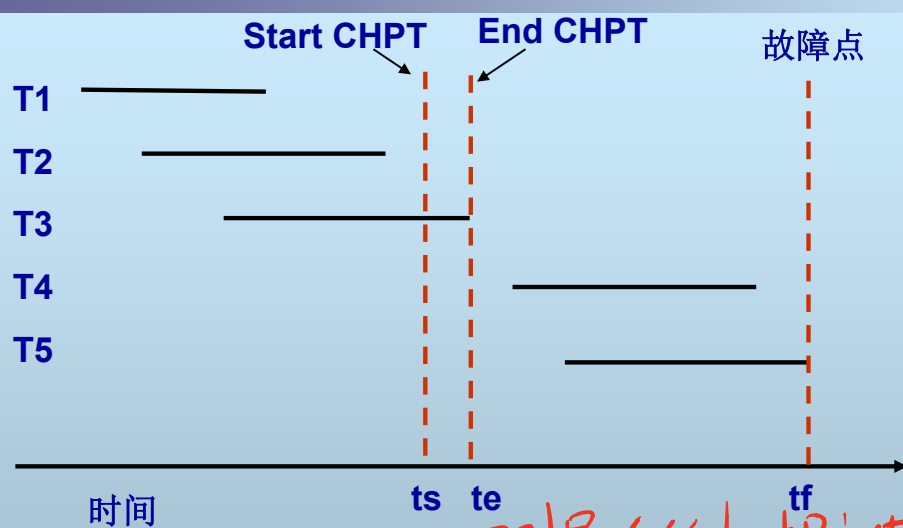 Start CHPT
End CHPT
故障点
T1
T2
T3
T4
T5
时间
ts
te
tf